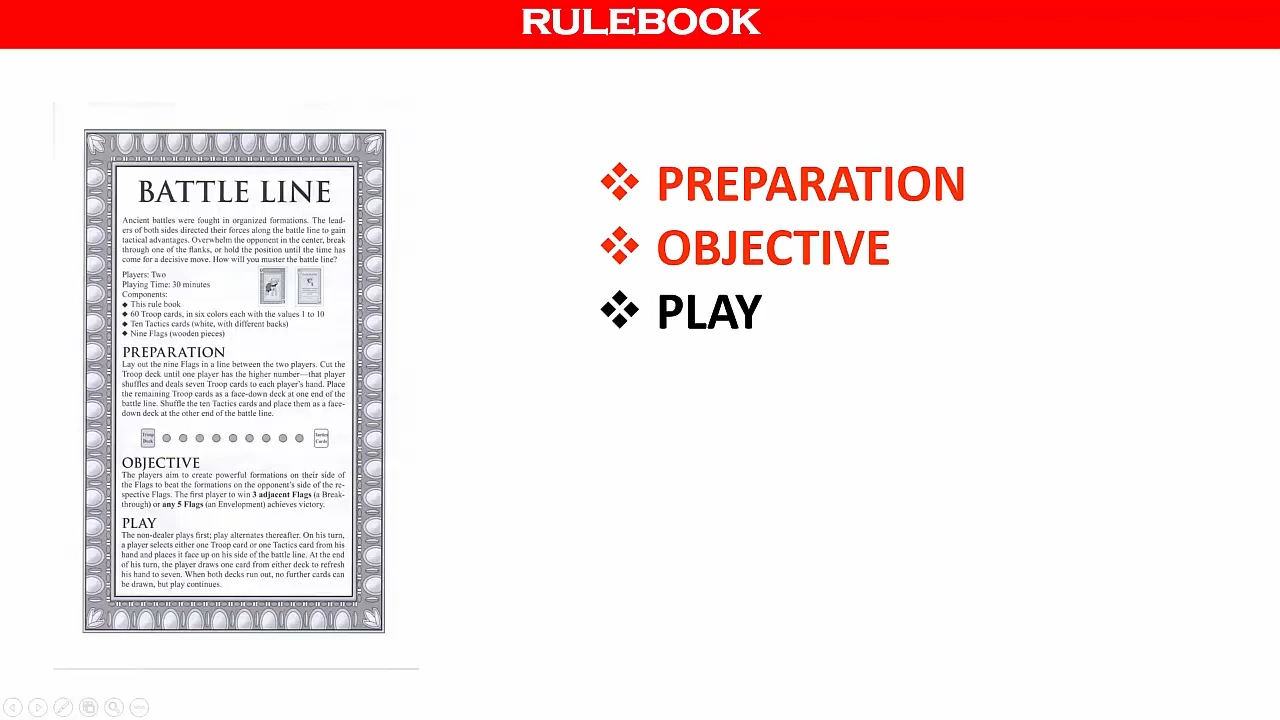 RULEBOOK
BATTLE LINE
Ancient battles were fought in organized formations. The lead-
ers of both sides directed their forces along the battle line to gain
tactical advantages. Overwhelm the opponent in the center, break
through one of the flanks, or hold the position until the time has
come for a decisive move. How will you muster the battle line?
Players: Two
Playing Time: 30 minutes
Components:
◆ This rule book
◆ 60 Troop cards, in six colors each with the values 1 to 10
◆ Ten Tactics cards (white, with different backs)
◆ Nine Flags (wooden pieces)
PREPARATION
Lay out the nine Flags in a line between the two players. Cut the
Troop deck until one player has the higher number—that player
shuffles and deals seven Troop cards to each player's hand. Place
the remaining Troop cards as a face-down deck at one end of the
battle line. Shuffle the ten Tactics cards and place them as a face-
down deck at the other end of the battle line.
Troop
Deck
Tactics
Cards
OBJECTIVE
The players aim to create powerful formations on their side of
the Flags to beat the formations on the opponent's side of the re-
spective Flags. The first player to win 3 adjacent Flags (a Break-
through) or any 5 Flags (an Envelopment) achieves victory.
PLAY
The non-dealer plays first; play alternates thereafter. On his turn,
a player selects either one Troop card or one Tactics card from his
hand and places it face up on his side of the battle line. At the end
of his turn, the player draws one card from either deck to refresh
his hand to seven. When both decks run out, no further cards can
be drawn, but play continues.
❖ PREPARATION
❖ OBJECTIVE
❖ PLAY